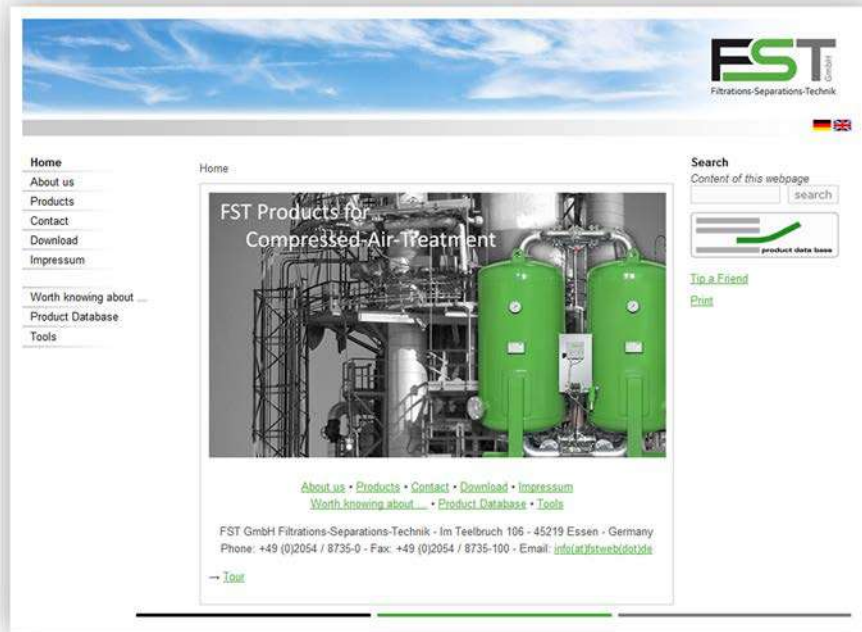 FST
GmbH
Filtrations-Separations-Technik
Home
About us
Products
Contact
Download
Impressum
Worth knowing about ...
Product Database
Tools
Home
FST Products for
Compressed-Air-Treatment
About us • Products • Contact • Download • Impressum
Worth knowing about ... • Product Database • Tools
FST GmbH Filtrations-Separations-Technik - Im Teelbruch 106 - 45219 Essen - Germany
Phone: +49 (0)2054 / 8735-0 - Fax: +49 (0)2054 / 8735-100 - Email: info(at)fstweb(dot)de
→ Tour
Search
Content of this webpage
search
product data base
Tip a Friend
Print